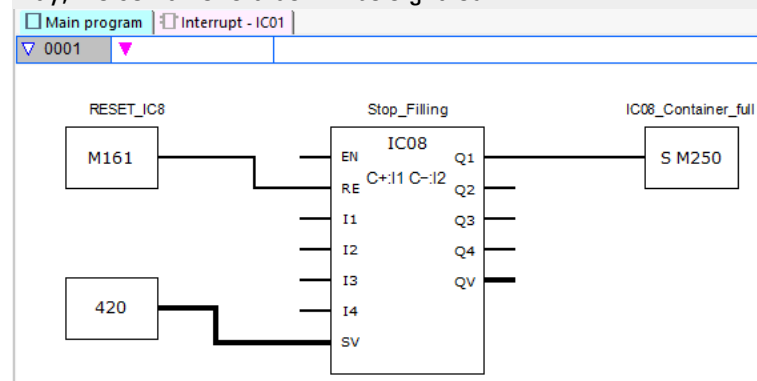 Main program Interrupt - IC01
0001
RESET_IC8 Stop_Filling IC08_Container_full
IC08
M161 EN Q1 S M250
C+:I1 C−:I2
RE Q2
I1 Q3
I2 Q4
I3 QV
420 I4
SV